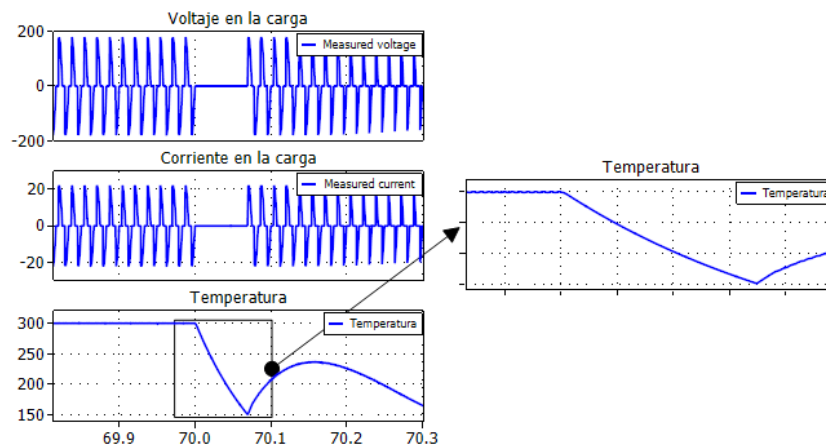 Voltaje en la carga
200
Measured voltage
0
-200
Corriente en la carga
20
Measured current
0
-20
Temperatura
300
Temperatura
250
200
150
69.9 70.0 70.1 70.2 70.3
Temperatura
Temperatura